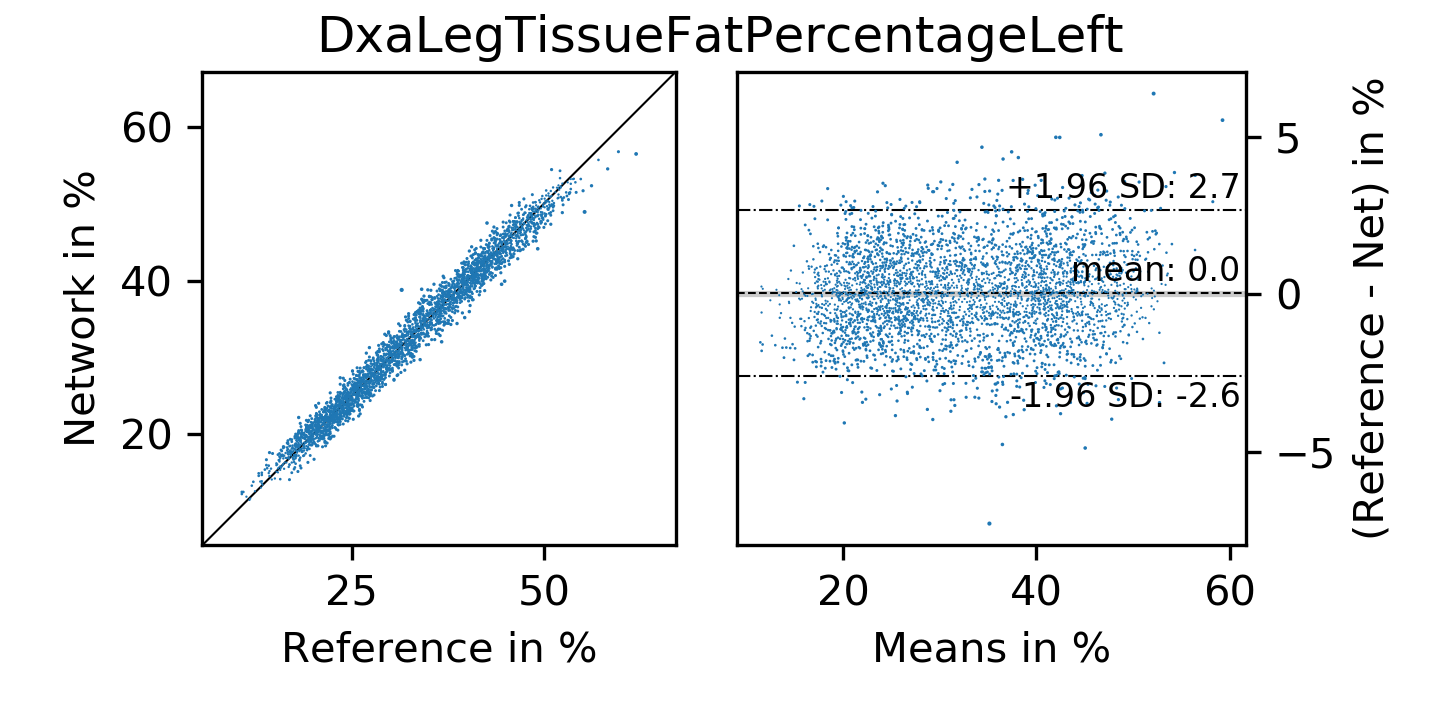 DxaLegTissueFatPercentageLeft
Network in %
60
40
20
25
50
Reference in %
+1.96 SD: 2.7
mean: 0.0
-1.96 SD: -2.6
5
0
−5
(Reference - Net) in %
20
40
60
Means in %